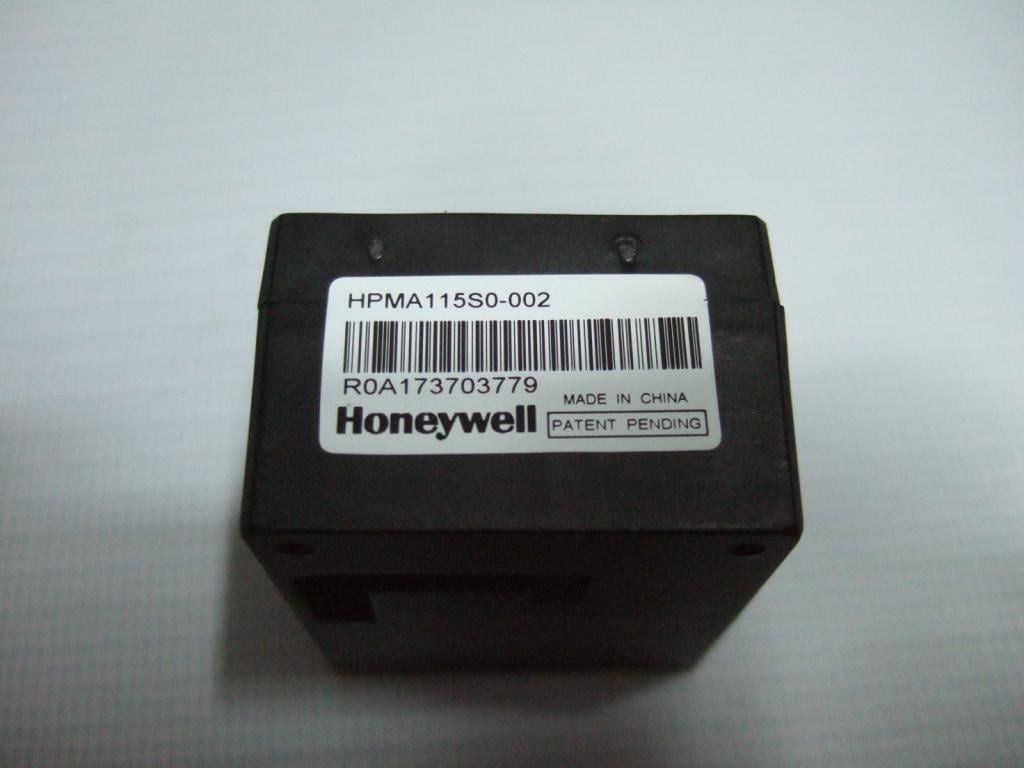 HPMA115S0-002
R0A173703779
MADE IN CHINA
Honeywell
PATENT PENDING